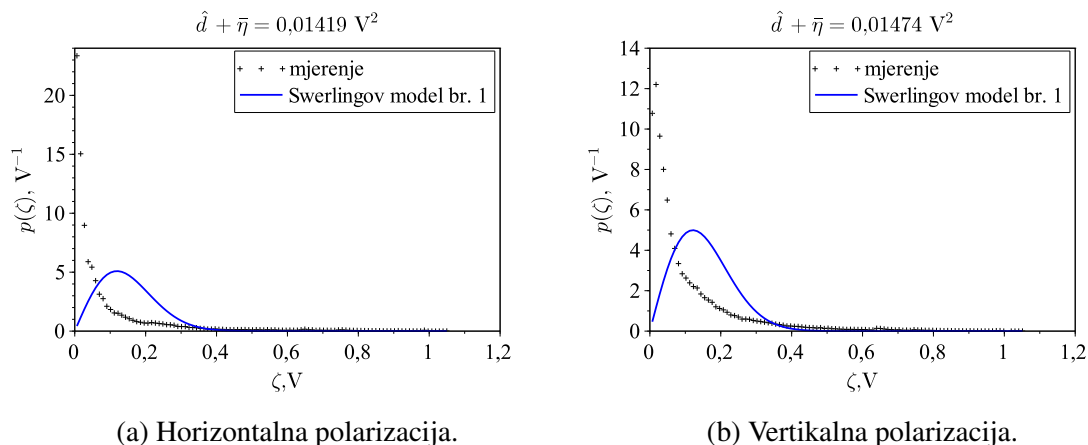 d̂ + η̄ = 0,01419 V²
mjerenje
Swerlingov model br. 1
p(ζ), V⁻¹
20
15
10
5
0
0
0,2
0,4
0,6
0,8
1
1,2
ζ,V
(a) Horizontalna polarizacija.
d̂ + η̄ = 0,01474 V²
mjerenje
Swerlingov model br. 1
p(ζ), V⁻¹
14
12
10
8
6
4
2
0
0
0,2
0,4
0,6
0,8
1
1,2
ζ,V
(b) Vertikalna polarizacija.